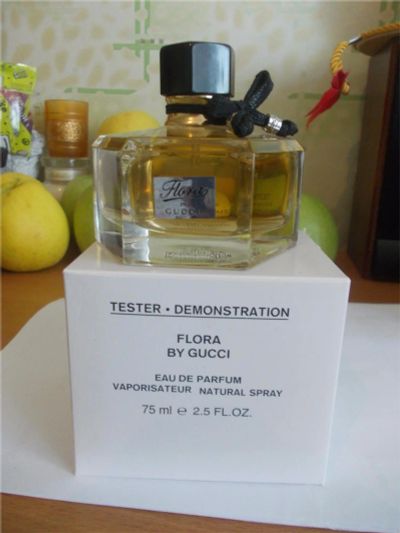 Flora
BY
GUCCI
TESTER • DEMONSTRATION
FLORA
BY GUCCI
EAU DE PARFUM
VAPORISATEUR NATURAL SPRAY
75 ml ℮ 2.5 FL.OZ.